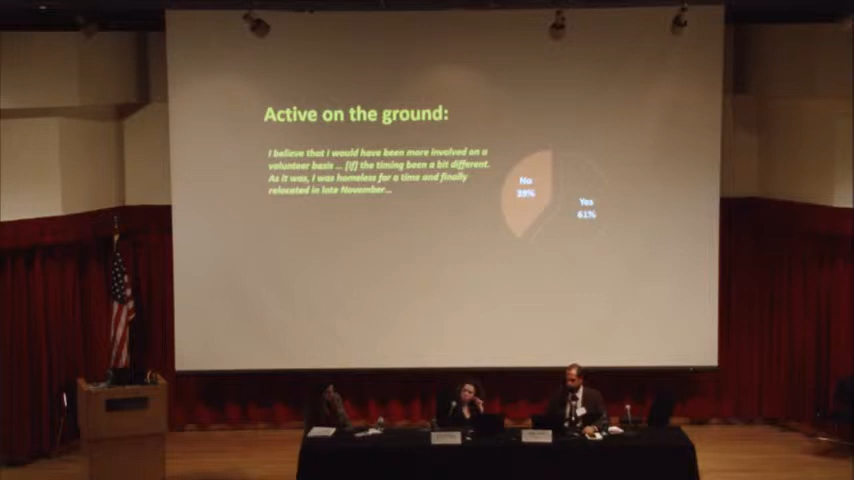 Active on the ground:
I believe that I would have been more involved on a
volunteer basis ... [if] the timing been a bit different.
As it was, I was homeless for a time and finally
relocated in late November...
No
39%
Yes
61%